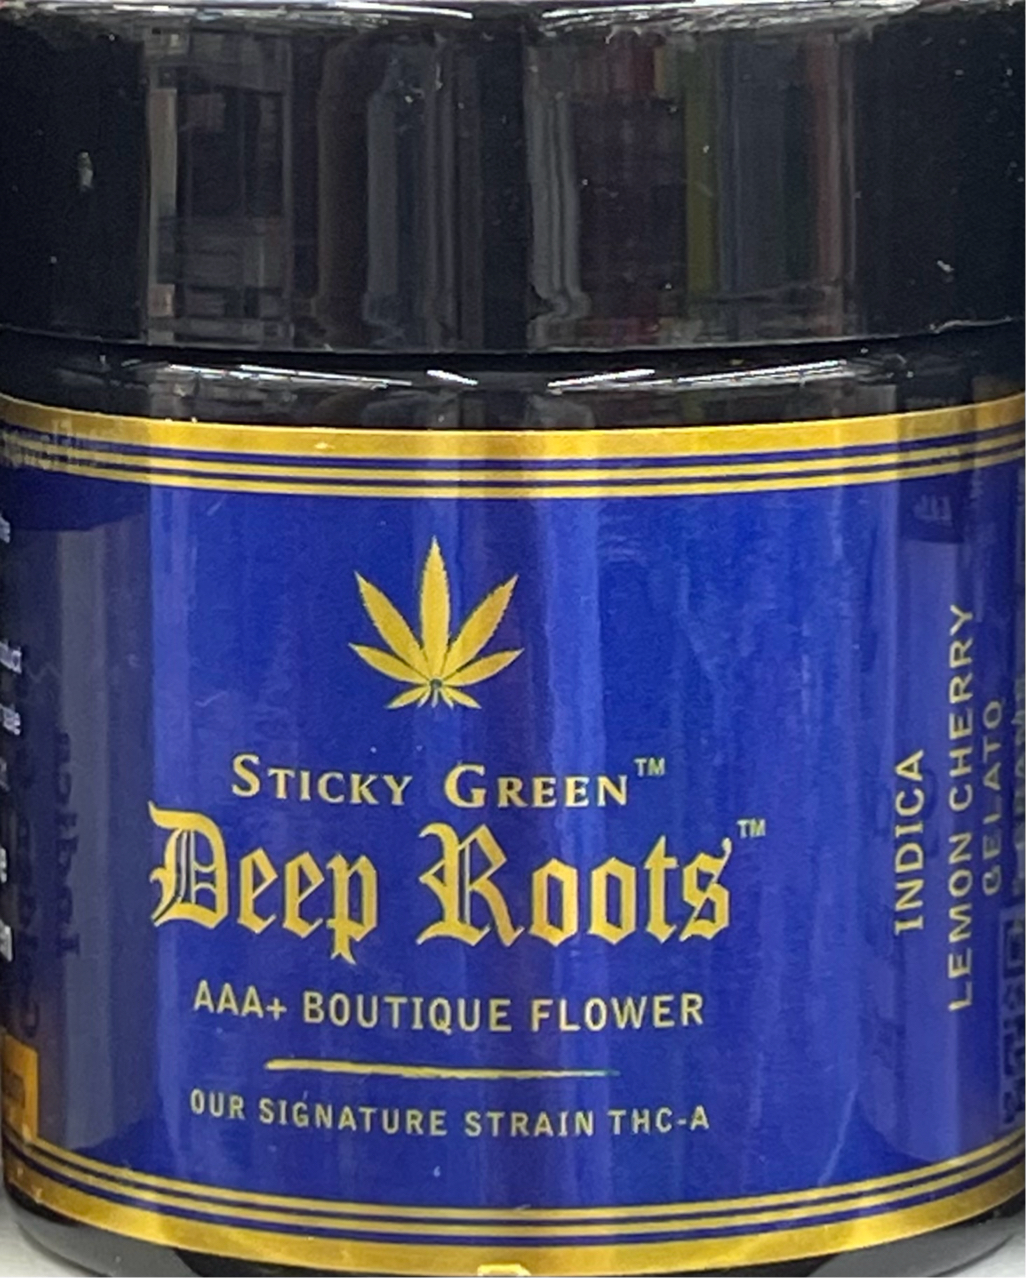 STICKY GREEN™
Deep Roots™
AAA+ BOUTIQUE FLOWER
OUR SIGNATURE STRAIN THC-A
INDICA
LEMON CHERRY
GELATO